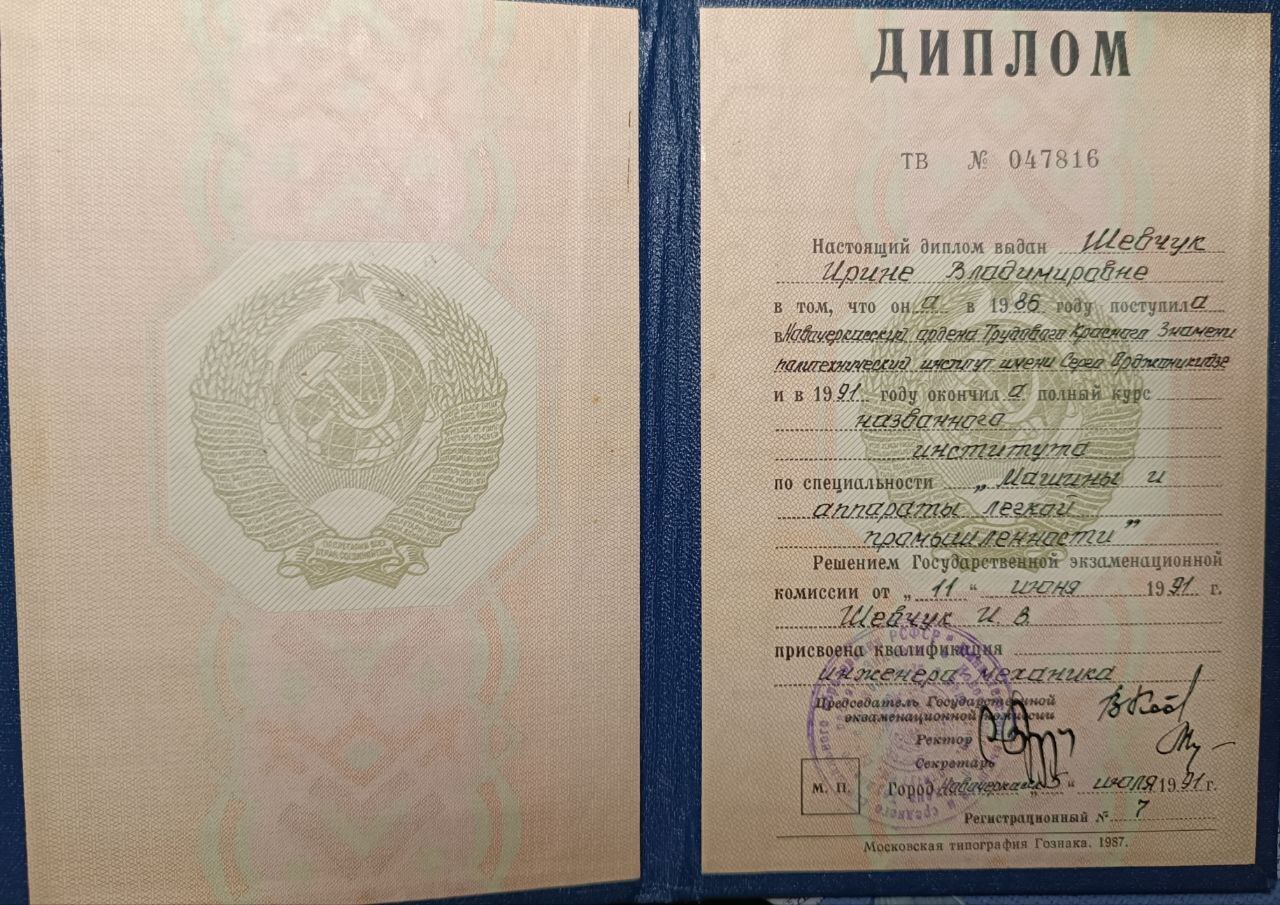 ДИПЛОМ
ТВ № 047816
Настоящий диплом выдан Шевчук
Ирине Владимировне
в том, что он а в 1986 году поступила
в Новочеркасский ордена Трудового Красного Знамени
политехнический институт имени Серго Орджоникидзе
и в 1991 году окончил а полный курс
названного
института
по специальности „Машины и
аппараты легкой
промышленности”
Решением Государственной экзаменационной
комиссии от „11“ июня 1991 г.
Шевчук И. В
присвоена квалификация
инженера-механика
Председатель Государственной
экзаменационной комиссии
Ректор
Секретарь
М. П. Город Новочеркасск „5“ июля 1991 г.
Регистрационный № 7
Московская типография Гознака. 1987.